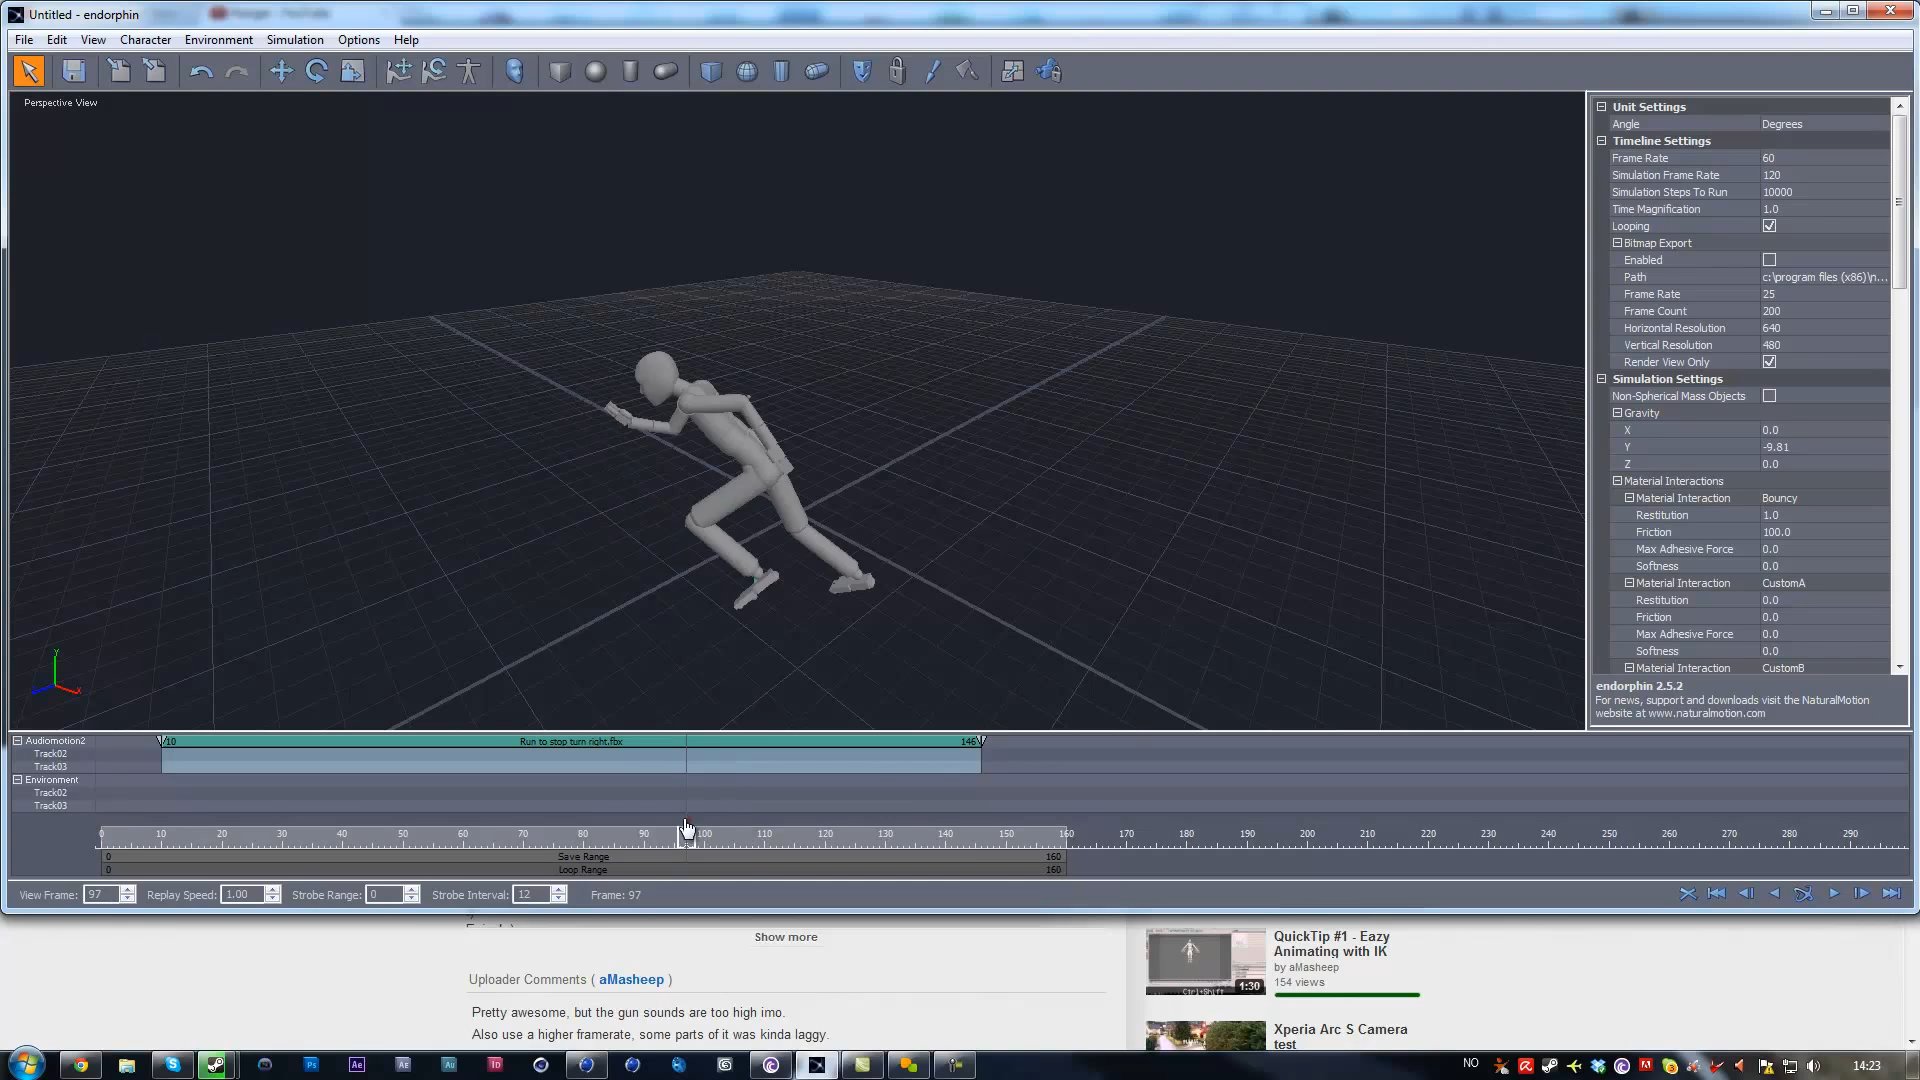 Untitled - endorphin
File Edit View Character Environment Simulation Options Help
Perspective View
Y
X
Unit Settings
Angle Degrees
Timeline Settings
Frame Rate 60
Simulation Frame Rate 120
Simulation Steps To Run 10000
Time Magnification 1.0
Looping
Bitmap Export
Enabled
Path c:\program files (x86)\n...
Frame Rate 25
Frame Count 200
Horizontal Resolution 640
Vertical Resolution 480
Render View Only
Simulation Settings
Non-Spherical Mass Objects
Gravity
X 0.0
Y -9.81
Z 0.0
Material Interactions
Material Interaction Bouncy
Restitution 1.0
Friction 100.0
Max Adhesive Force 0.0
Softness 0.0
Material Interaction CustomA
Restitution 0.0
Friction 0.0
Max Adhesive Force 0.0
Softness 0.0
Material Interaction CustomB
endorphin 2.5.2
For news, support and downloads visit the NaturalMotion
website at www.naturalmotion.com
Audiomotion2 10 Run to stop turn right.fbx 146
Track02
Track03
Environment
Track02
Track03
0 10 20 30 40 50 60 70 80 90 100 110 120 130 140 150 160 170 180 190 200 210 220 230 240 250 260 270 280 290
0 Save Range 160
0 Loop Range 160
View Frame: 97 Replay Speed: 1.00 Strobe Range: 0 Strobe Interval: 12 Frame: 97
Show more
Uploader Comments ( aMasheep )
Pretty awesome, but the gun sounds are too high imo.
Also use a higher framerate, some parts of it was kinda laggy.
Ctrl+Shift
1:30
QuickTip #1 - Eazy
Animating with IK
by aMasheep
154 views
Xperia Arc S Camera
test
Ps Ae Ae Au Id
NO
14:23